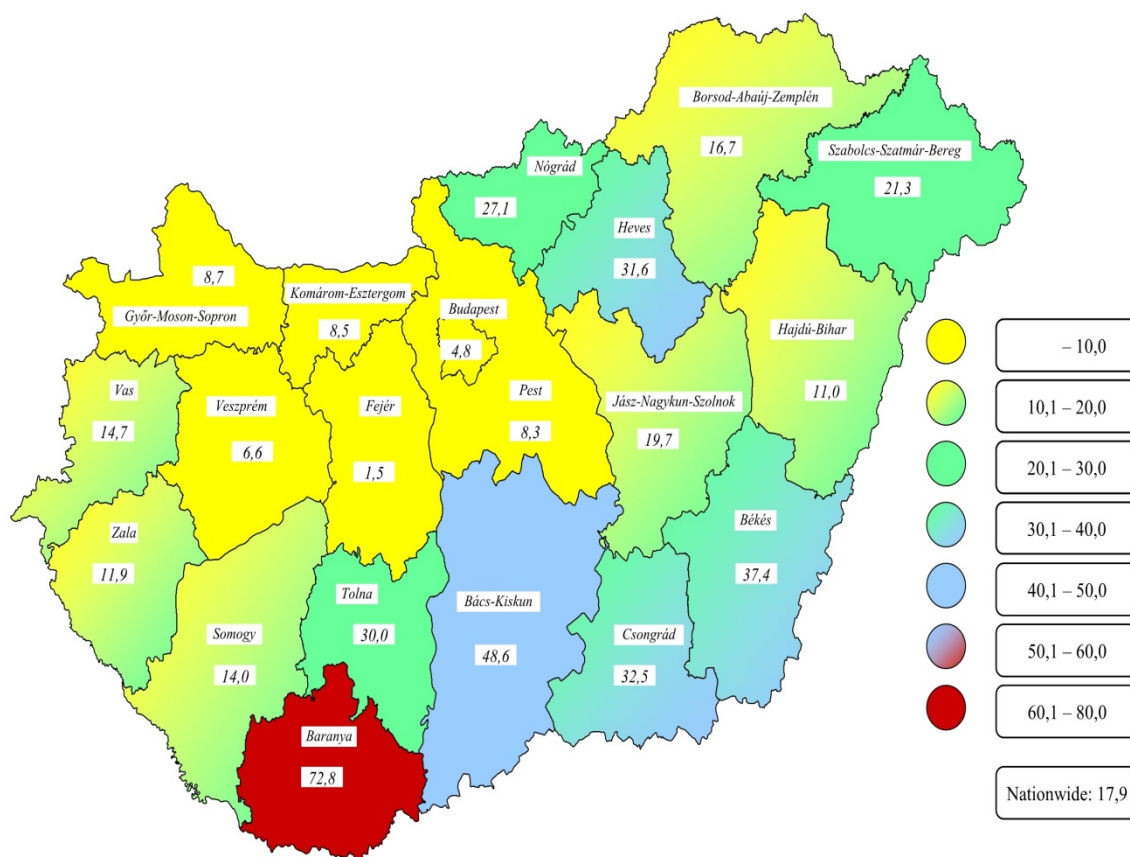 Borsod-Abaúj-Zemplén
16,7
Szabolcs-Szatmár-Bereg
21,3
Nógrád
27,1
Heves
31,6
8,7
Győr-Moson-Sopron
Komárom-Esztergom
8,5
Budapest
4,8
Hajdú-Bihar
11,0
Vas
14,7
Veszprém
6,6
Fejér
1,5
Pest
8,3
Jász-Nagykun-Szolnok
19,7
Zala
11,9
Békés
37,4
Somogy
14,0
Tolna
30,0
Bács-Kiskun
48,6
Csongrád
32,5
Baranya
72,8
– 10,0
10,1 – 20,0
20,1 – 30,0
30,1 – 40,0
40,1 – 50,0
50,1 – 60,0
60,1 – 80,0
Nationwide: 17,9